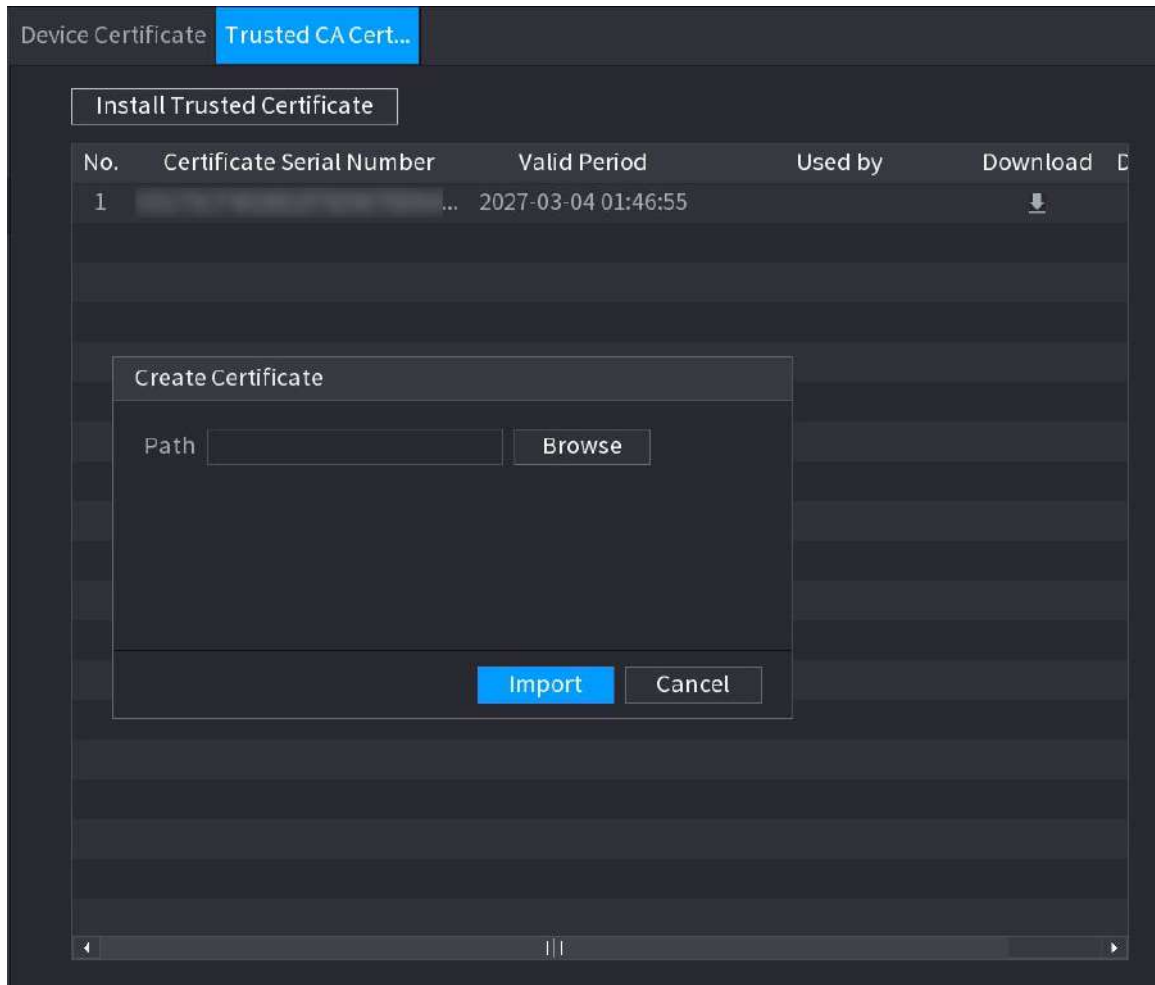 Device Certificate Trusted CA Cert...
Install Trusted Certificate
No. Certificate Serial Number Valid Period Used by Download D
1 ... 2027-03-04 01:46:55
Create Certificate
Path Browse
Import Cancel